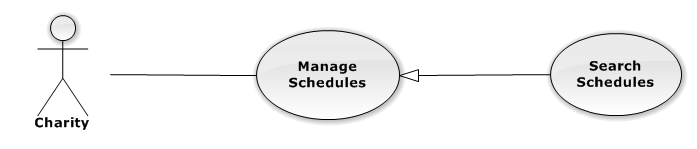 Manage
Schedules
Search
Schedules
Charity